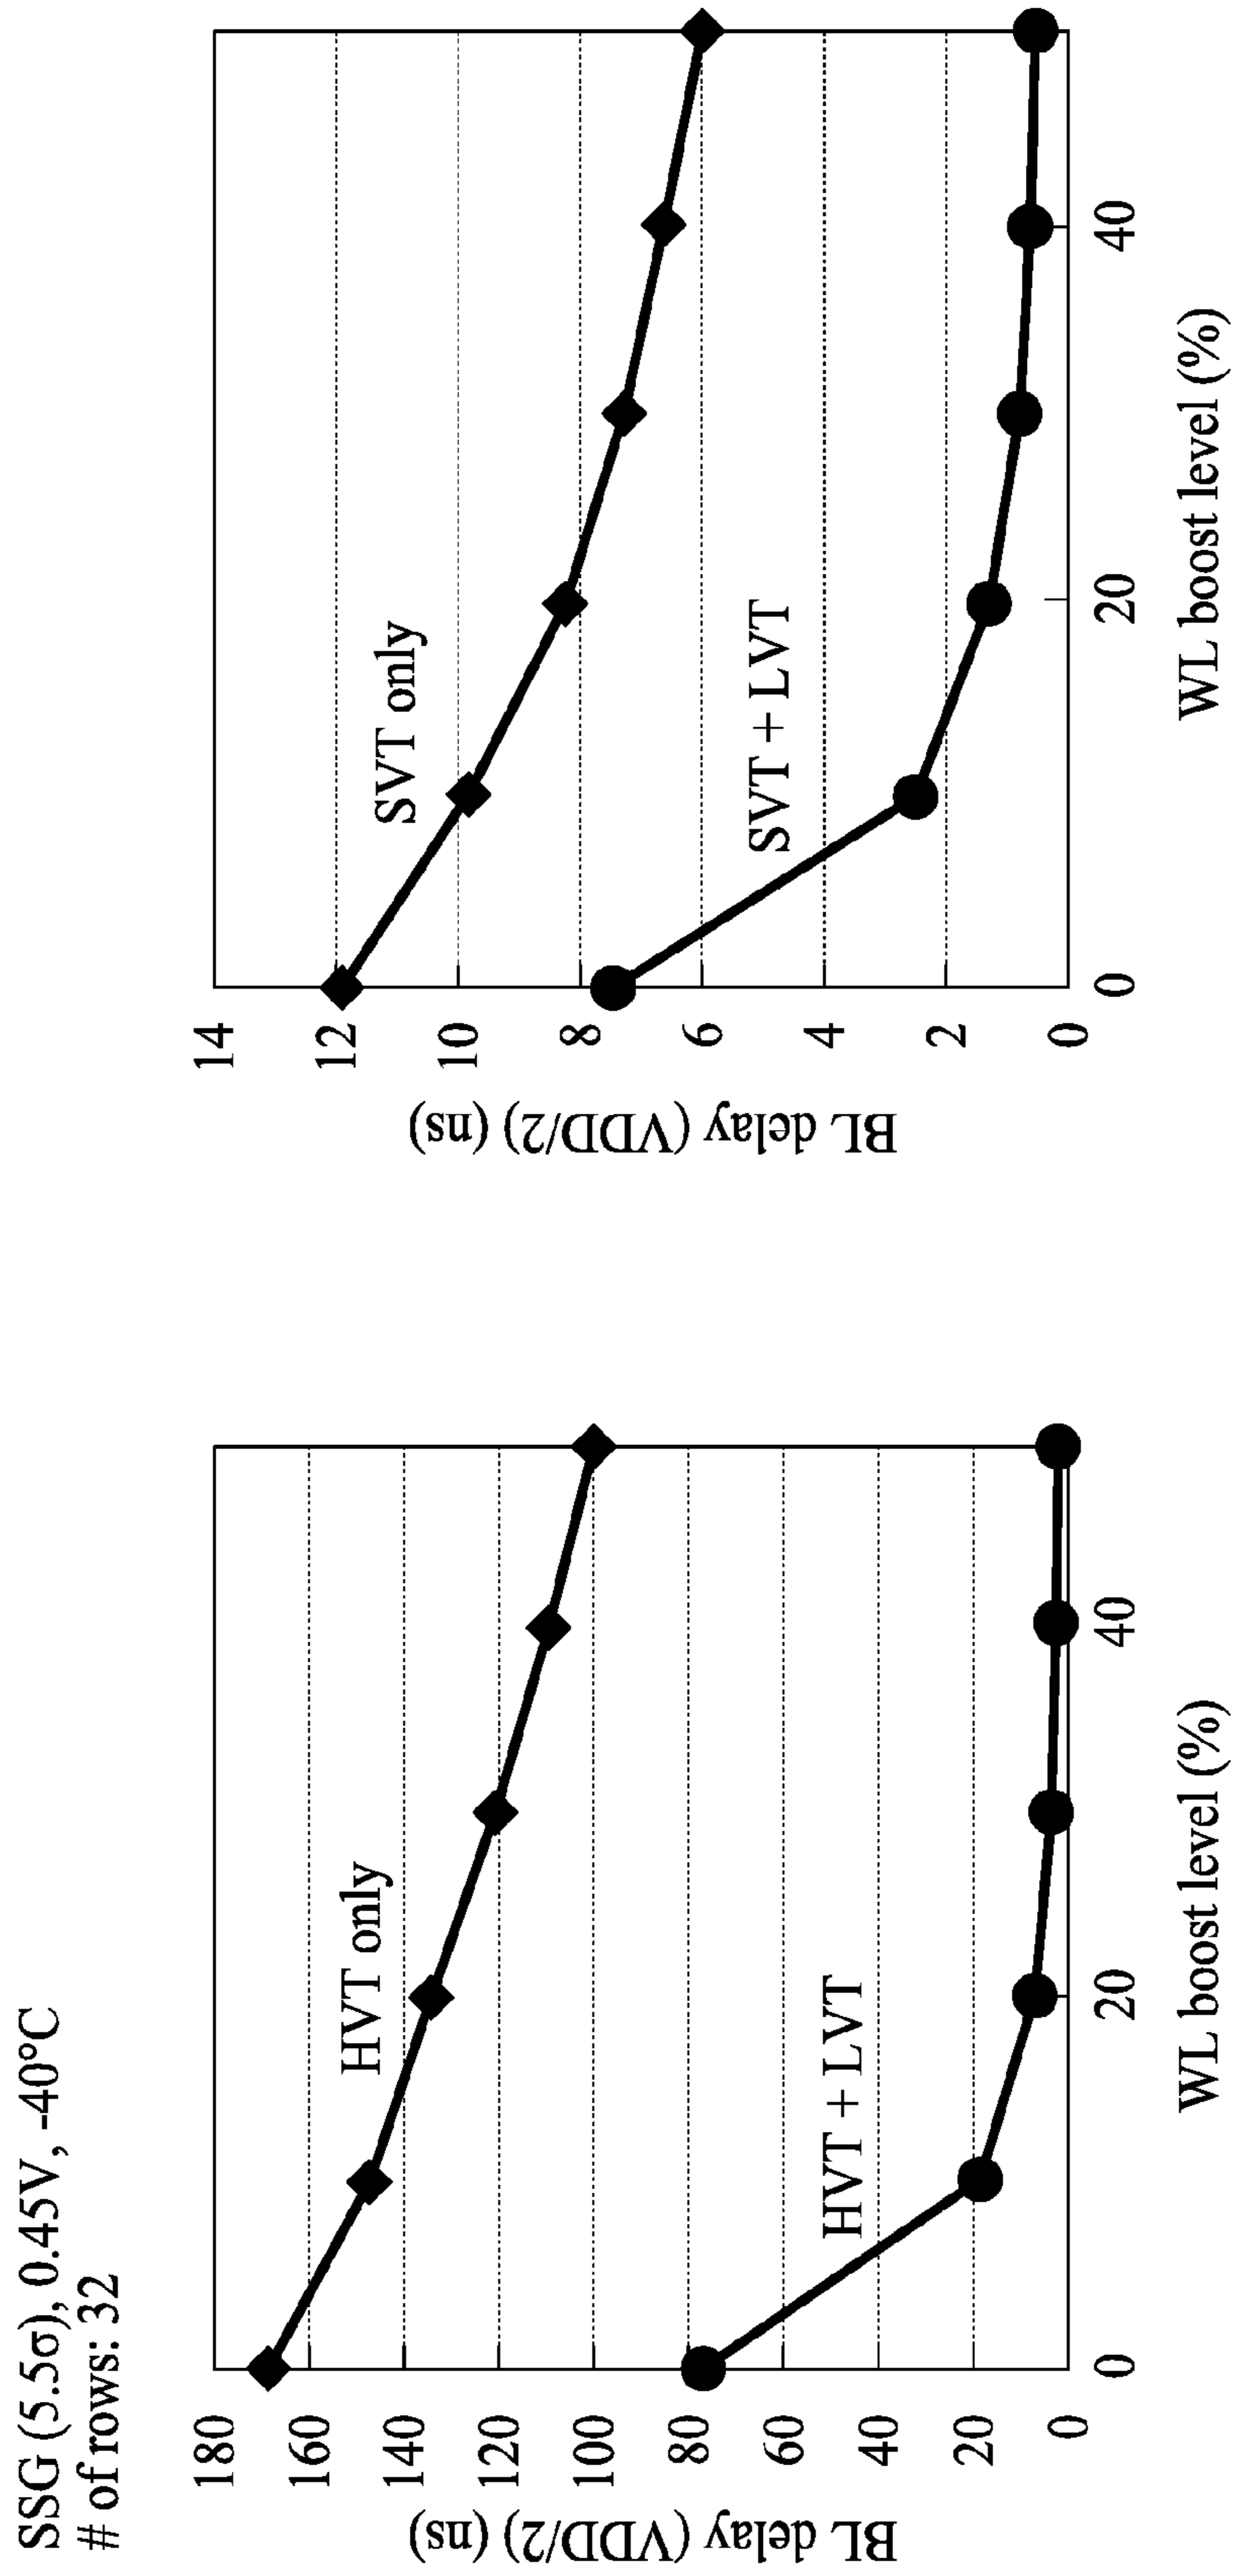 SSG (5.5σ), 0.45V, -40°C
# of rows: 32
BL delay (VDD/2) (ns)
180
160
140
120
100
80
60
40
20
0
HVT only
HVT + LVT
0
20
40
WL boost level (%)
BL delay (VDD/2) (ns)
14
12
10
8
6
4
2
0
SVT only
SVT + LVT
0
20
40
WL boost level (%)